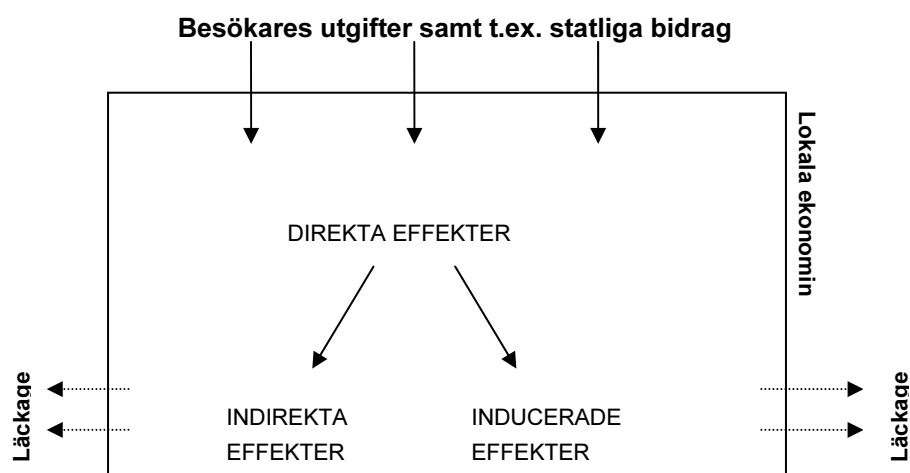 Besökares utgifter samt t.ex. statliga bidrag
Lokala ekonomin
DIREKTA EFFEKTER
Läckage
INDIREKTA
EFFEKTER
INDUCERADE
EFFEKTER
Läckage